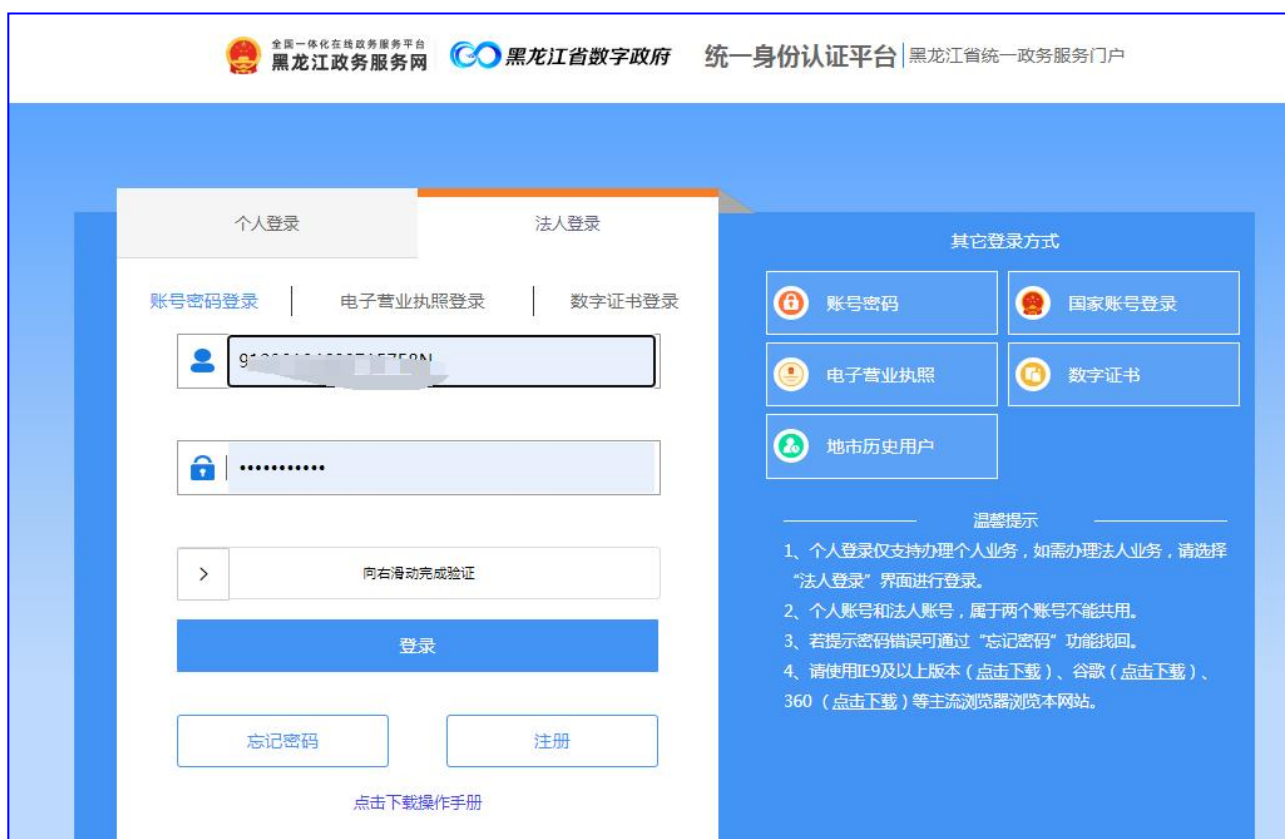 全国一体化在线政务服务平台
黑龙江政务服务网
黑龙江省数字政府
统一身份认证平台
黑龙江省统一政务服务门户
个人登录
法人登录
其它登录方式
账号密码登录
电子营业执照登录
数字证书登录
账号密码
国家账号登录
电子营业执照
数字证书
地市历史用户
•••••••••••
向右滑动完成验证
登录
忘记密码
注册
点击下载操作手册
温馨提示
1、个人登录仅支持办理个人业务，如需办理法人业务，请选择
“法人登录”界面进行登录。
2、个人账号和法人账号，属于两个账号不能共用。
3、若提示密码错误可通过“忘记密码”功能找回。
4、请使用IE9及以上版本（点击下载）、谷歌（点击下载）、
360（点击下载）等主流浏览器浏览本网站。